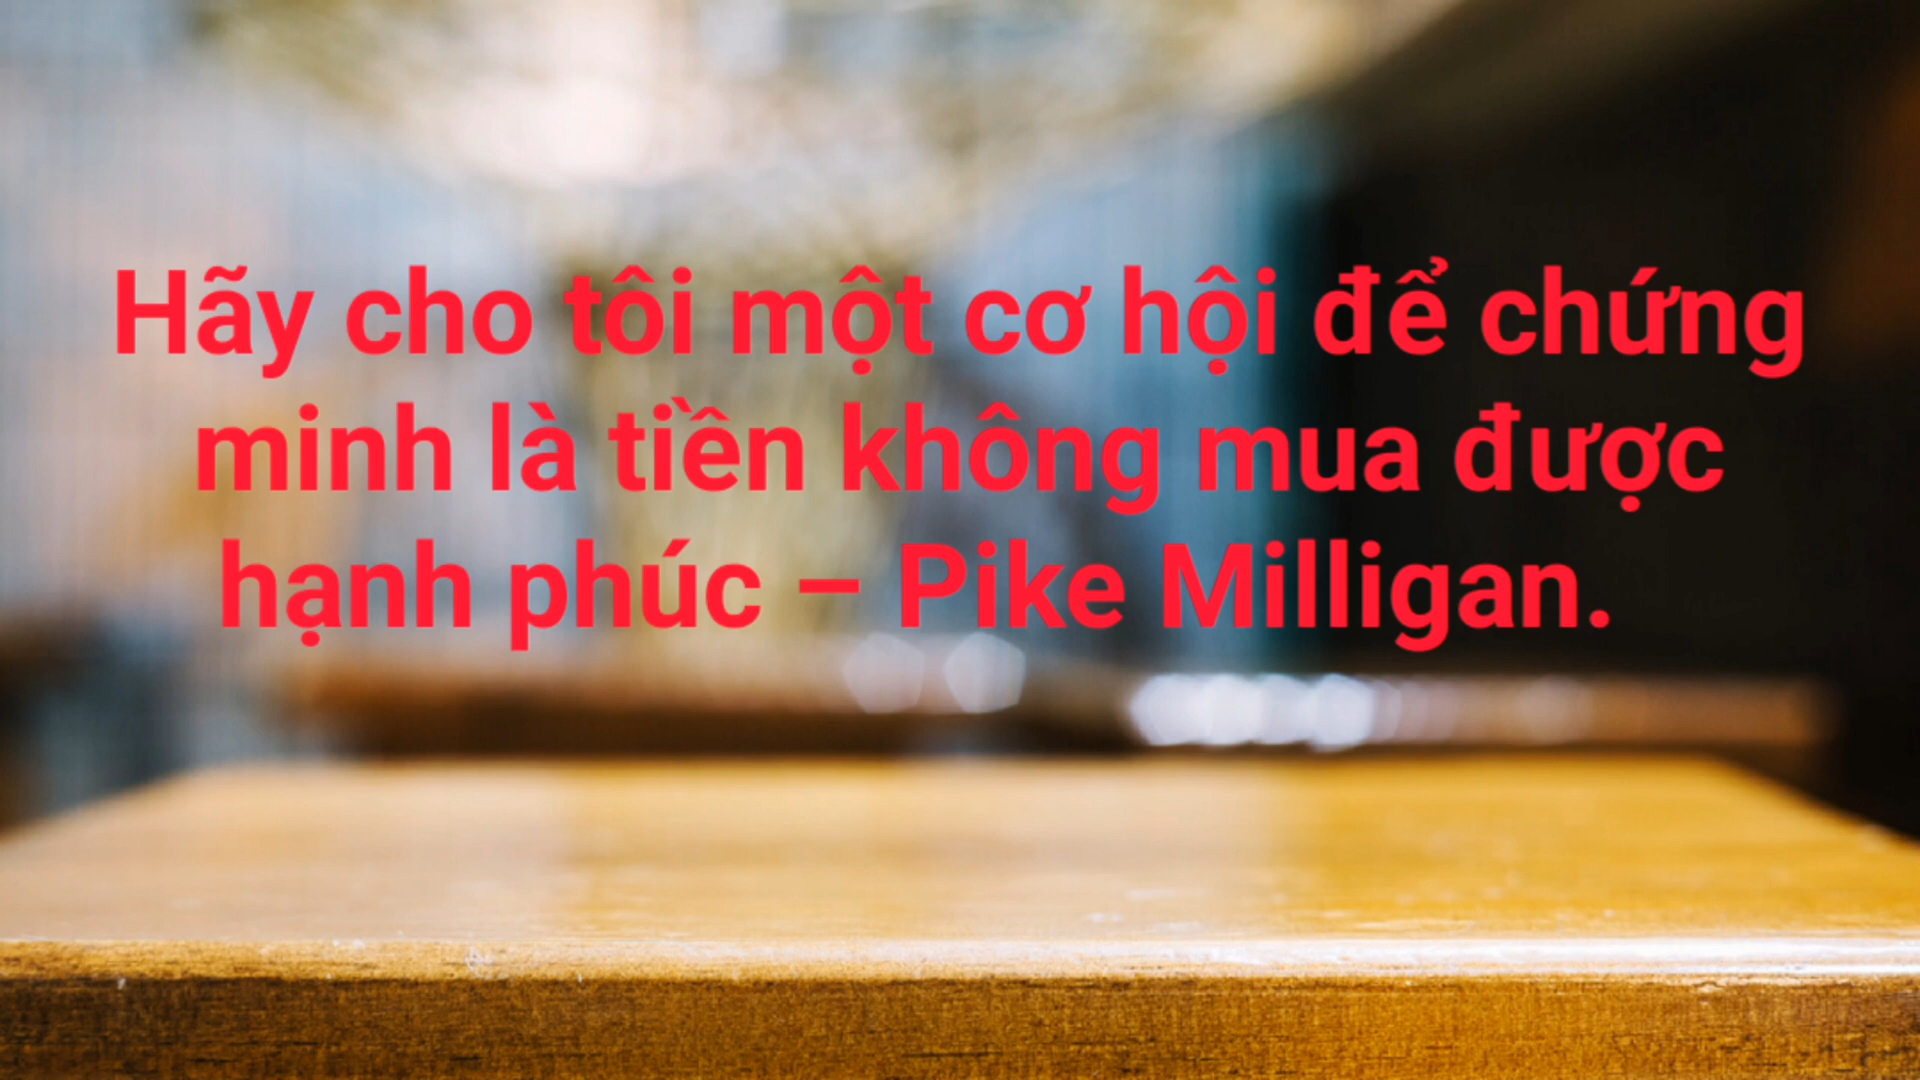 Hãy cho tôi một cơ hội để chứng
minh là tiền không mua được
hạnh phúc – Pike Milligan.